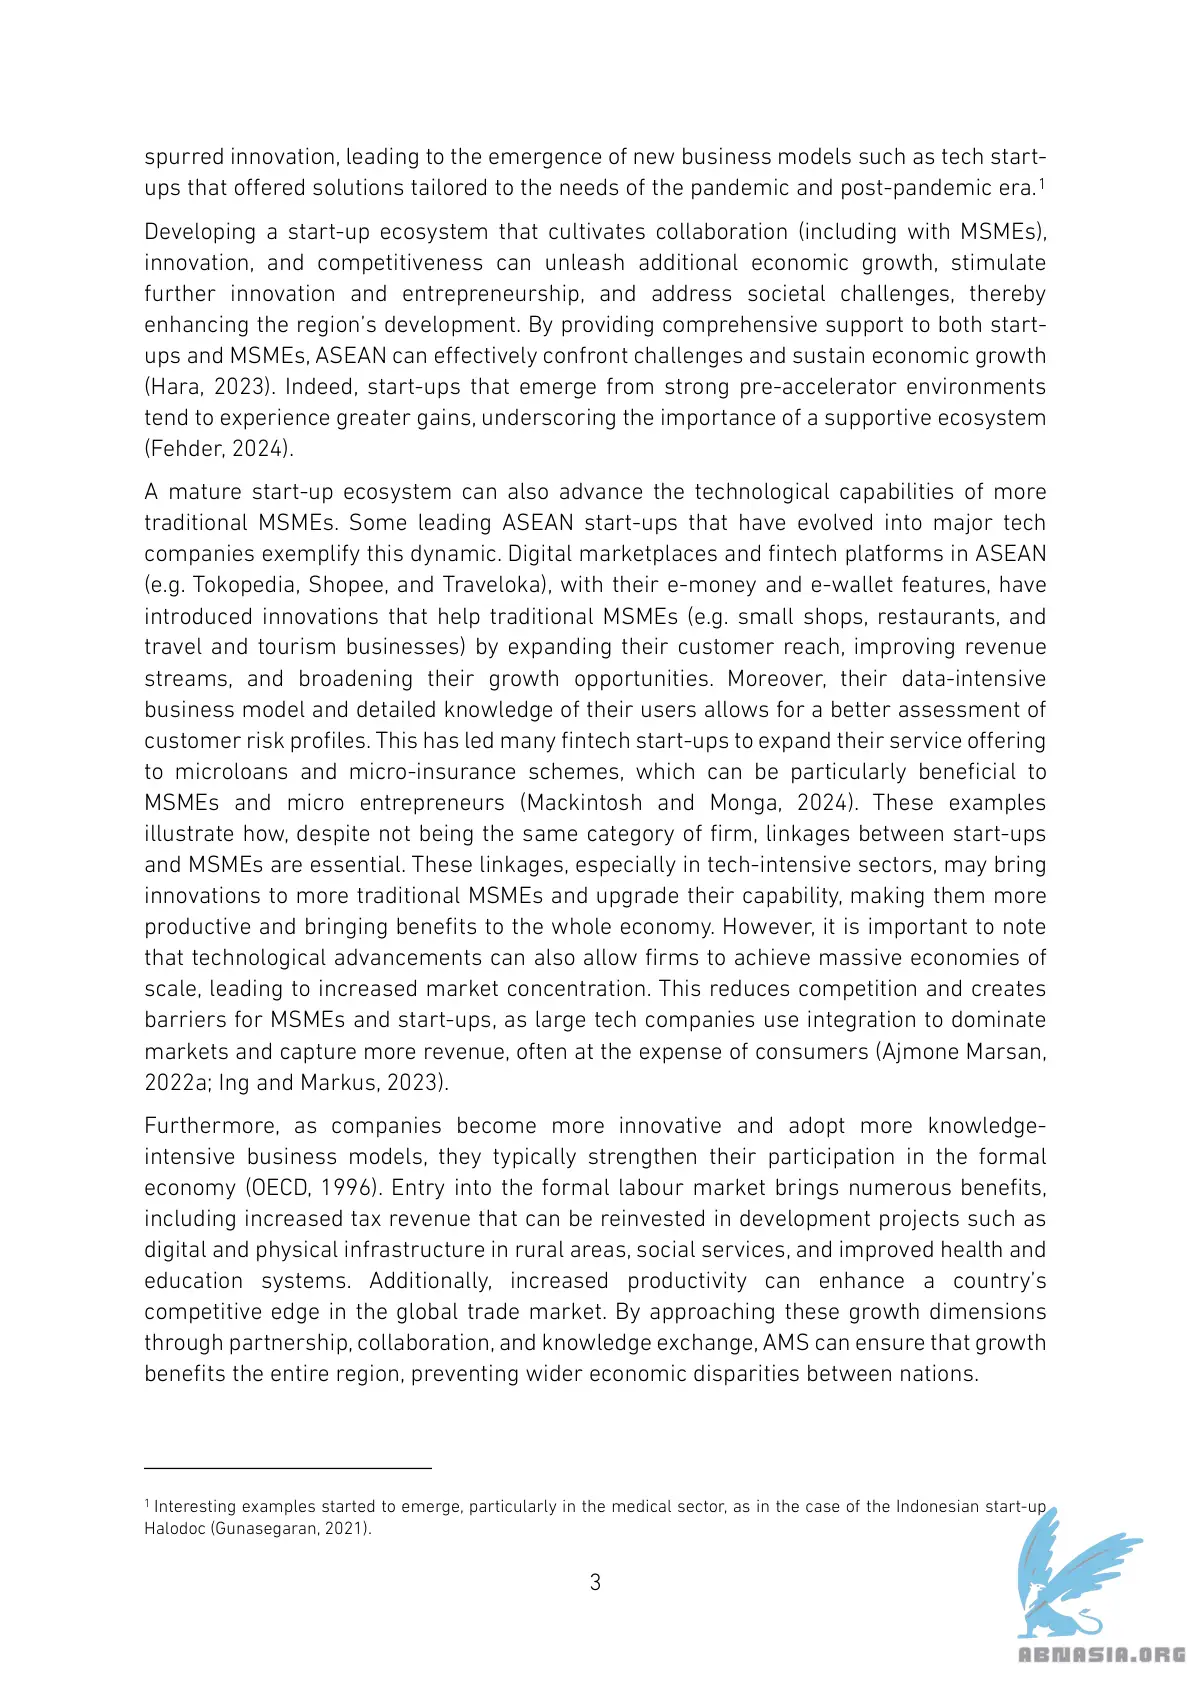 spurred innovation, leading to the emergence of new business models such as tech start-
ups that offered solutions tailored to the needs of the pandemic and post-pandemic era.1
Developing a start-up ecosystem that cultivates collaboration (including with MSMEs),
innovation, and competitiveness can unleash additional economic growth, stimulate
further innovation and entrepreneurship, and address societal challenges, thereby
enhancing the region's development. By providing comprehensive support to both start-
ups and MSMEs, ASEAN can effectively confront challenges and sustain economic growth
(Hara, 2023). Indeed, start-ups that emerge from strong pre-accelerator environments
tend to experience greater gains, underscoring the importance of a supportive ecosystem
(Fehder, 2024).
A mature start-up ecosystem can also advance the technological capabilities of more
traditional MSMEs. Some leading ASEAN start-ups that have evolved into major tech
companies exemplify this dynamic. Digital marketplaces and fintech platforms in ASEAN
(e.g. Tokopedia, Shopee, and Traveloka), with their e-money and e-wallet features, have
introduced innovations that help traditional MSMEs (e.g. small shops, restaurants, and
travel and tourism businesses) by expanding their customer reach, improving revenue
streams, and broadening their growth opportunities. Moreover, their data-intensive
business model and detailed knowledge of their users allows for a better assessment of
customer risk profiles. This has led many fintech start-ups to expand their service offering
to microloans and micro-insurance schemes, which can be particularly beneficial to
MSMEs and micro entrepreneurs (Mackintosh and Monga, 2024). These examples
illustrate how, despite not being the same category of firm, linkages between start-ups
and MSMEs are essential. These linkages, especially in tech-intensive sectors, may bring
innovations to more traditional MSMEs and upgrade their capability, making them more
productive and bringing benefits to the whole economy. However, it is important to note
that technological advancements can also allow firms to achieve massive economies of
scale, leading to increased market concentration. This reduces competition and creates
barriers for MSMEs and start-ups, as large tech companies use integration to dominate
markets and capture more revenue, often at the expense of consumers (Ajmone Marsan,
2022a; Ing and Markus, 2023).
Furthermore, as companies become more innovative and adopt more knowledge-
intensive business models, they typically strengthen their participation in the formal
economy (OECD, 1996). Entry into the formal labour market brings numerous benefits,
including increased tax revenue that can be reinvested in development projects such as
digital and physical infrastructure in rural areas, social services, and improved health and
education systems. Additionally, increased productivity can enhance a country's
competitive edge in the global trade market. By approaching these growth dimensions
through partnership, collaboration, and knowledge exchange, AMS can ensure that growth
benefits the entire region, preventing wider economic disparities between nations.
1 Interesting examples started to emerge, particularly in the medical sector, as in the case of the Indonesian start-up
Halodoc (Gunasegaran, 2021).
3
ABNASIA.ORG